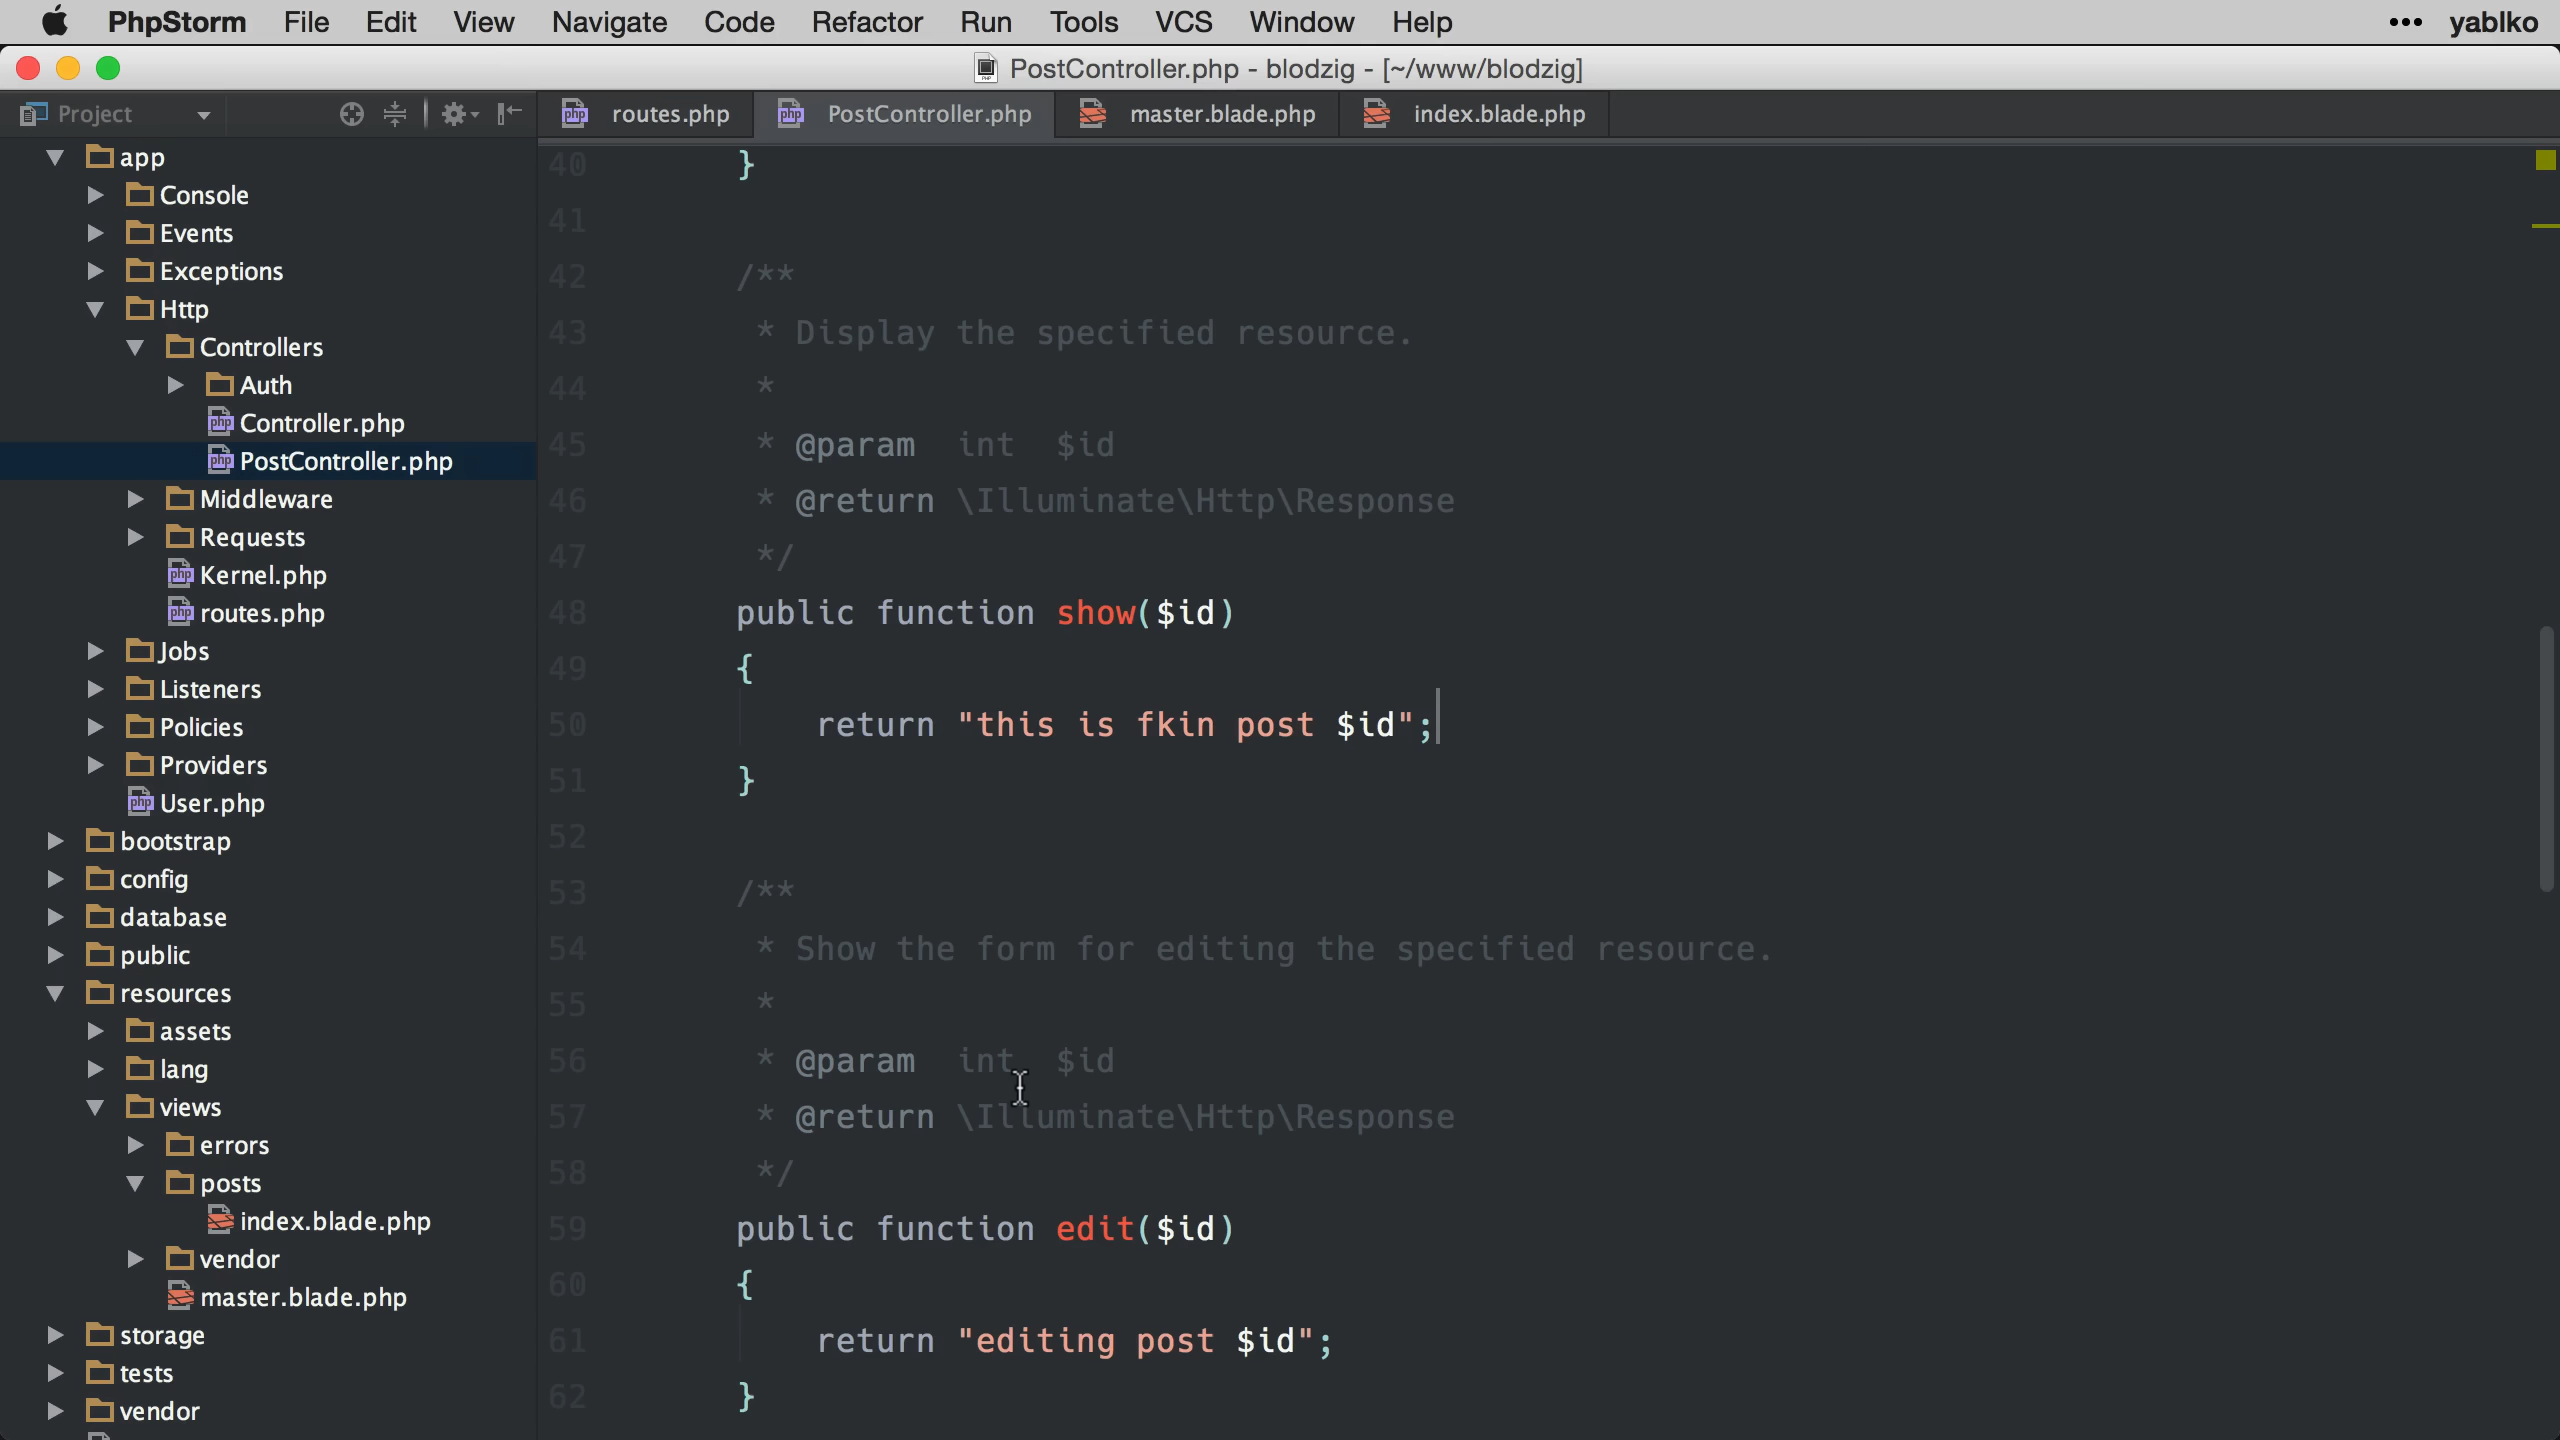 PhpStorm File Edit View Navigate Code Refactor Run Tools VCS Window Help ••• yablko
PostController.php - blodzig - [~/www/blodzig]
Project
routes.php PostController.php master.blade.php index.blade.php
app
Console
Events
Exceptions
Http
Controllers
Auth
Controller.php
PostController.php
Middleware
Requests
Kernel.php
routes.php
Jobs
Listeners
Policies
Providers
User.php
bootstrap
config
database
public
resources
assets
lang
views
errors
posts
index.blade.php
vendor
master.blade.php
storage
tests
vendor
40 }
41
42 /**
43 * Display the specified resource.
44 *
45 * @param  int  $id
46 * @return \Illuminate\Http\Response
47 */
48 public function show($id)
49 {
50 return "this is fkin post $id";
51 }
52
53 /**
54 * Show the form for editing the specified resource.
55 *
56 * @param  int  $id
57 * @return \Illuminate\Http\Response
58 */
59 public function edit($id)
60 {
61 return "editing post $id";
62 }